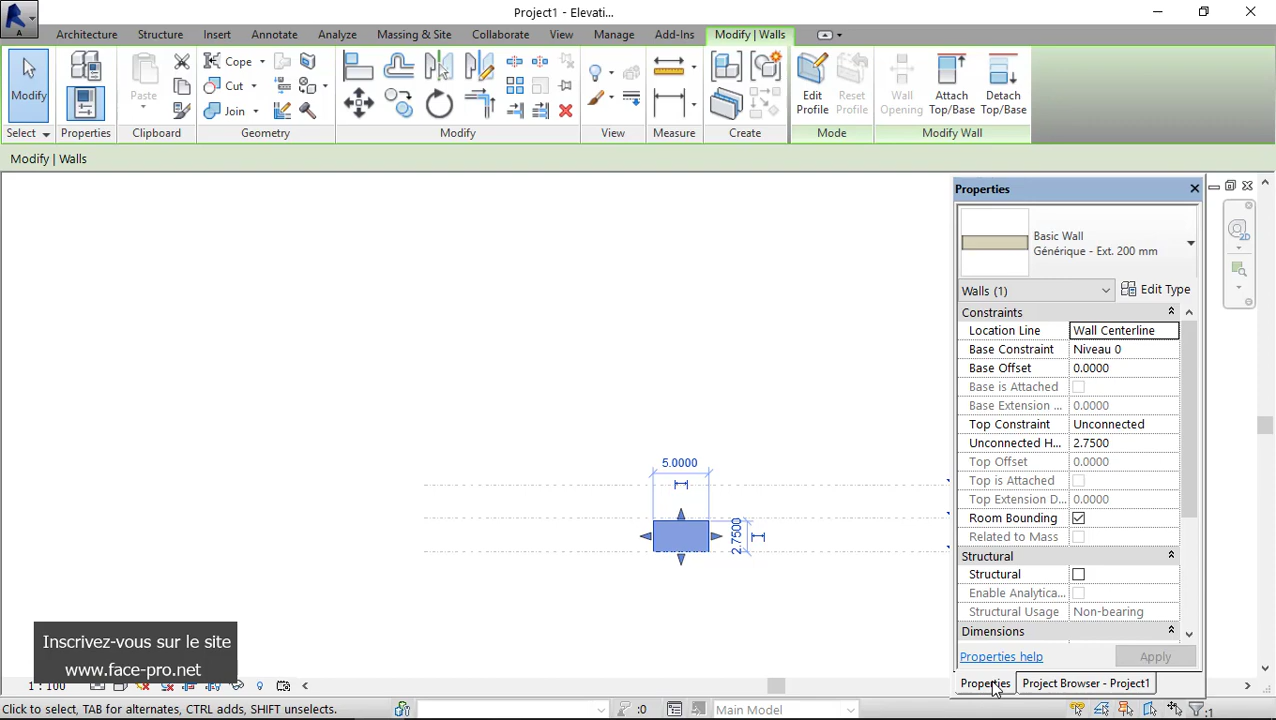 Project1 - Elevati...
Architecture Structure Insert Annotate Analyze Massing & Site Collaborate View Manage Add-Ins Modify | Walls
Modify
Paste
Cope
Cut
Join
Edit
Profile
Reset
Profile
Wall
Opening
Attach
Top/Base
Detach
Top/Base
Select Properties Clipboard Geometry Modify View Measure Create Mode Modify Wall
Modify | Walls
Properties
Basic Wall
Générique - Ext. 200 mm
Walls (1) Edit Type
Constraints
Location Line Wall Centerline
Base Constraint Niveau 0
Base Offset 0.0000
Base is Attached
Base Extension ... 0.0000
Top Constraint Unconnected
Unconnected H... 2.7500
Top Offset 0.0000
Top is Attached
Top Extension D... 0.0000
Room Bounding
Related to Mass
Structural
Structural
Enable Analytica...
Structural Usage Non-bearing
Dimensions
Properties help Apply
Properties Project Browser - Project1
2D
5.0000
2.7500
Inscrivez-vous sur le site
www.face-pro.net
1 : 100
Click to select, TAB for alternates, CTRL adds, SHIFT unselects. :0 Main Model :1